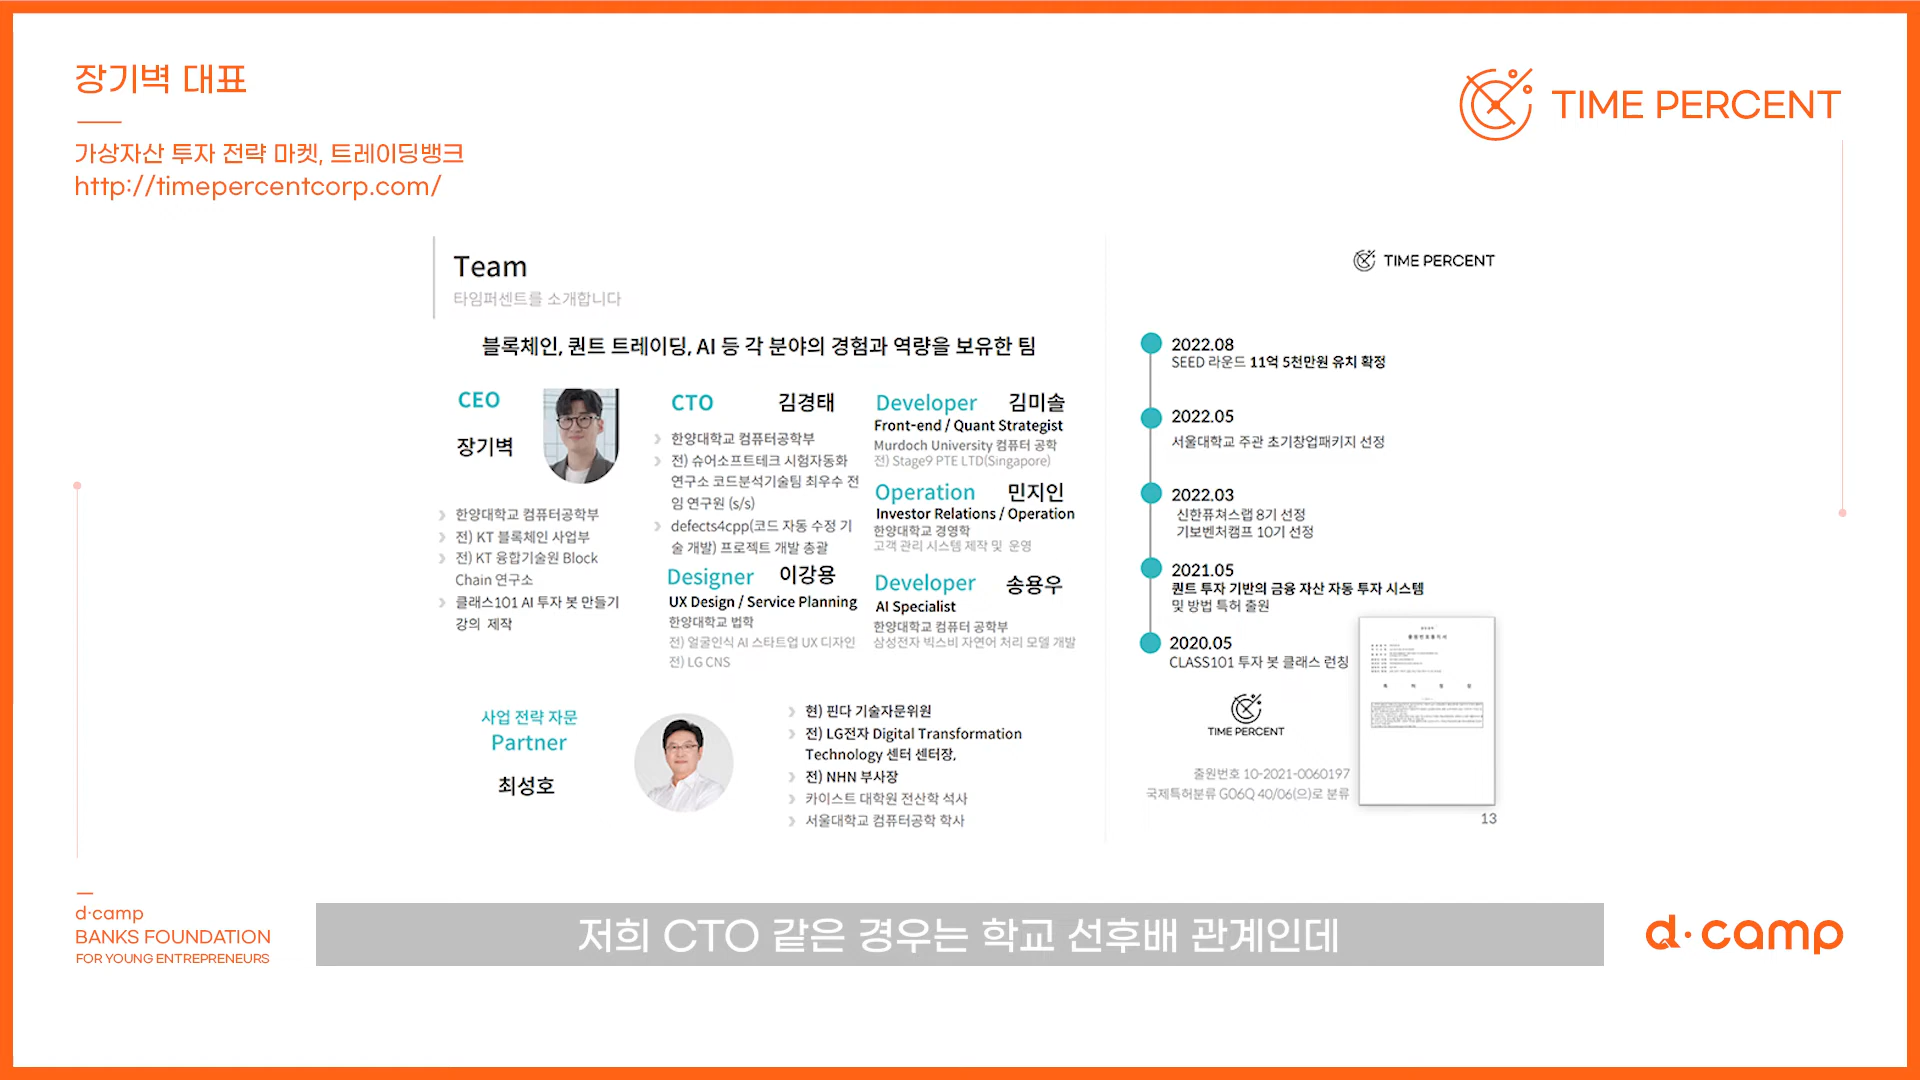 장기벽 대표
가상자산 투자 전략 마켓, 트레이딩뱅크
http://timepercentcorp.com/
TIME PERCENT
Team
타임퍼센트를 소개합니다
블록체인, 퀀트 트레이딩, AI 등 각 분야의 경험과 역량을 보유한 팀
CEO
장기벽
한양대학교 컴퓨터공학부
전) KT 블록체인 사업부
전) KT 융합기술원 Block
Chain 연구소
클래스101 AI 투자 봇 만들기
강의 제작
CTO 김경태
한양대학교 컴퓨터공학부
전) 슈어소프트테크 시험자동화
연구소 코드분석기술팀 최우수 전
임 연구원 (s/s)
defects4cpp(코드 자동 수정 기
술 개발) 프로젝트 개발 총괄
Designer 이강용
UX Design / Service Planning
한양대학교 법학
전) 얼굴인식 AI 스타트업 UX 디자인
전) LG CNS
Developer 김미솔
Front-end / Quant Strategist
Murdoch University 컴퓨터 공학
전) Stage9 PTE LTD(Singapore)
Operation 민지인
Investor Relations / Operation
한양대학교 경영학
고객 관리 시스템 제작 및 운영
Developer 송용우
AI Specialist
한양대학교 컴퓨터 공학부
삼성전자 빅스비 자연어 처리 모델 개발
사업 전략 자문
Partner
최성호
현) 핀다 기술자문위원
전) LG전자 Digital Transformation
Technology 센터 센터장,
전) NHN 부사장
카이스트 대학원 전산학 석사
서울대학교 컴퓨터공학 학사
TIME PERCENT
2022.08
SEED 라운드 11억 5천만원 유치 확정
2022.05
서울대학교 주관 초기창업패키지 선정
2022.03
신한퓨쳐스랩 8기 선정
기보벤처캠프 10기 선정
2021.05
퀀트 투자 기반의 금융 자산 자동 투자 시스템
및 방법 특허 출원
2020.05
CLASS101 투자 봇 클래스 런칭
TIME PERCENT
출원번호 10-2021-0060197
국제특허분류 G06Q 40/06(으)로 분류
13
d·camp
BANKS FOUNDATION
FOR YOUNG ENTREPRENEURS
저희 CTO 같은 경우는 학교 선후배 관계인데
d·camp